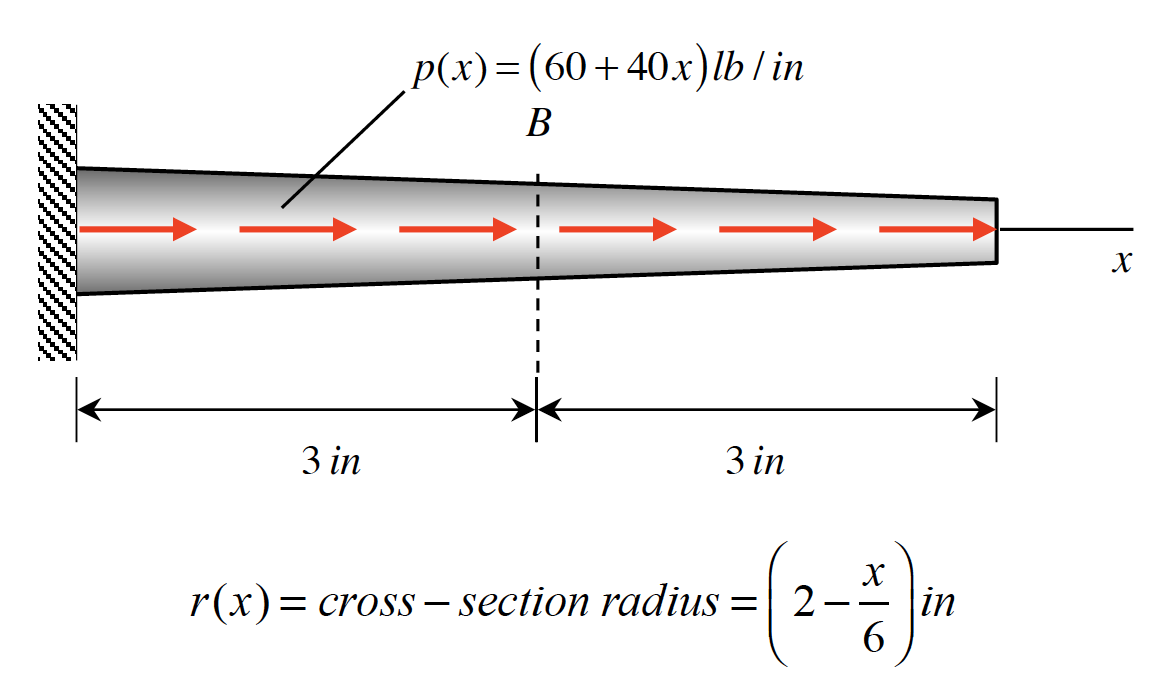 p(x) = (60 + 40x) lb / in
B
x
3 in
3 in
r(x) = cross – section radius = (2 – x/6) in